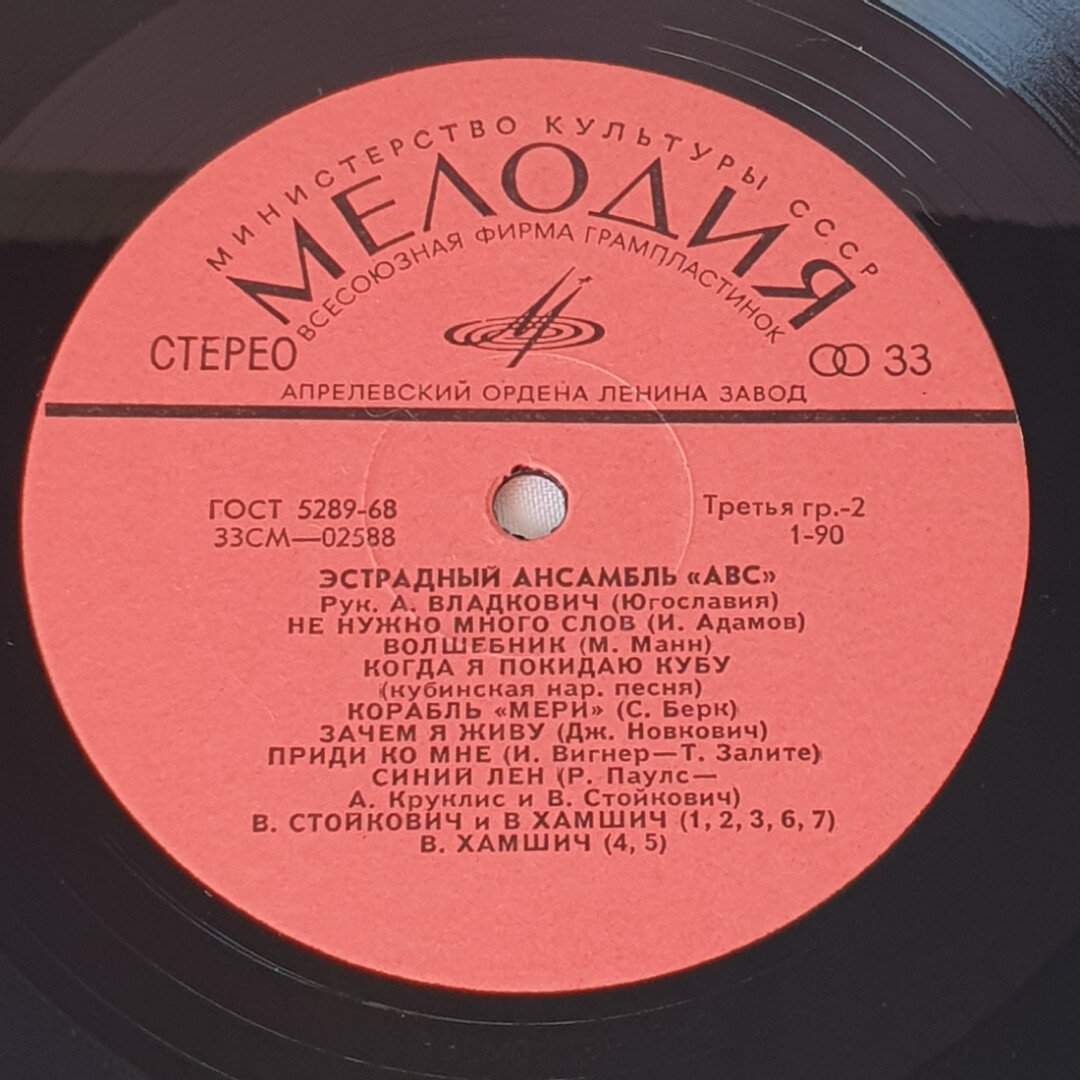 МИНИСТЕРСТВО КУЛЬТУРЫ СССР
МЕЛОДИЯ
ВСЕСОЮЗНАЯ ФИРМА ГРАМПЛАСТИНОК
СТЕРЕО
33
АПРЕЛЕВСКИЙ ОРДЕНА ЛЕНИНА ЗАВОД
ГОСТ 5289-68
33СМ—02588
Третья гр.-2
1-90
ЭСТРАДНЫЙ АНСАМБЛЬ «АВС»
Рук. А. ВЛАДКОВИЧ (Югославия)
НЕ НУЖНО МНОГО СЛОВ (И. Адамов)
ВОЛШЕБНИК (М. Манн)
КОГДА Я ПОКИДАЮ КУБУ
(кубинская нар. песня)
КОРАБЛЬ «МЕРИ» (С. Берк)
ЗАЧЕМ Я ЖИВУ (Дж. Новкович)
ПРИДИ КО МНЕ (И. Вигнер—Т. Залите)
СИНИЙ ЛЕН (Р. Паулс—
А. Круклис и В. Стойкович)
В. СТОЙКОВИЧ и В ХАМШИЧ (1, 2, 3, 6, 7)
В. ХАМШИЧ (4, 5)